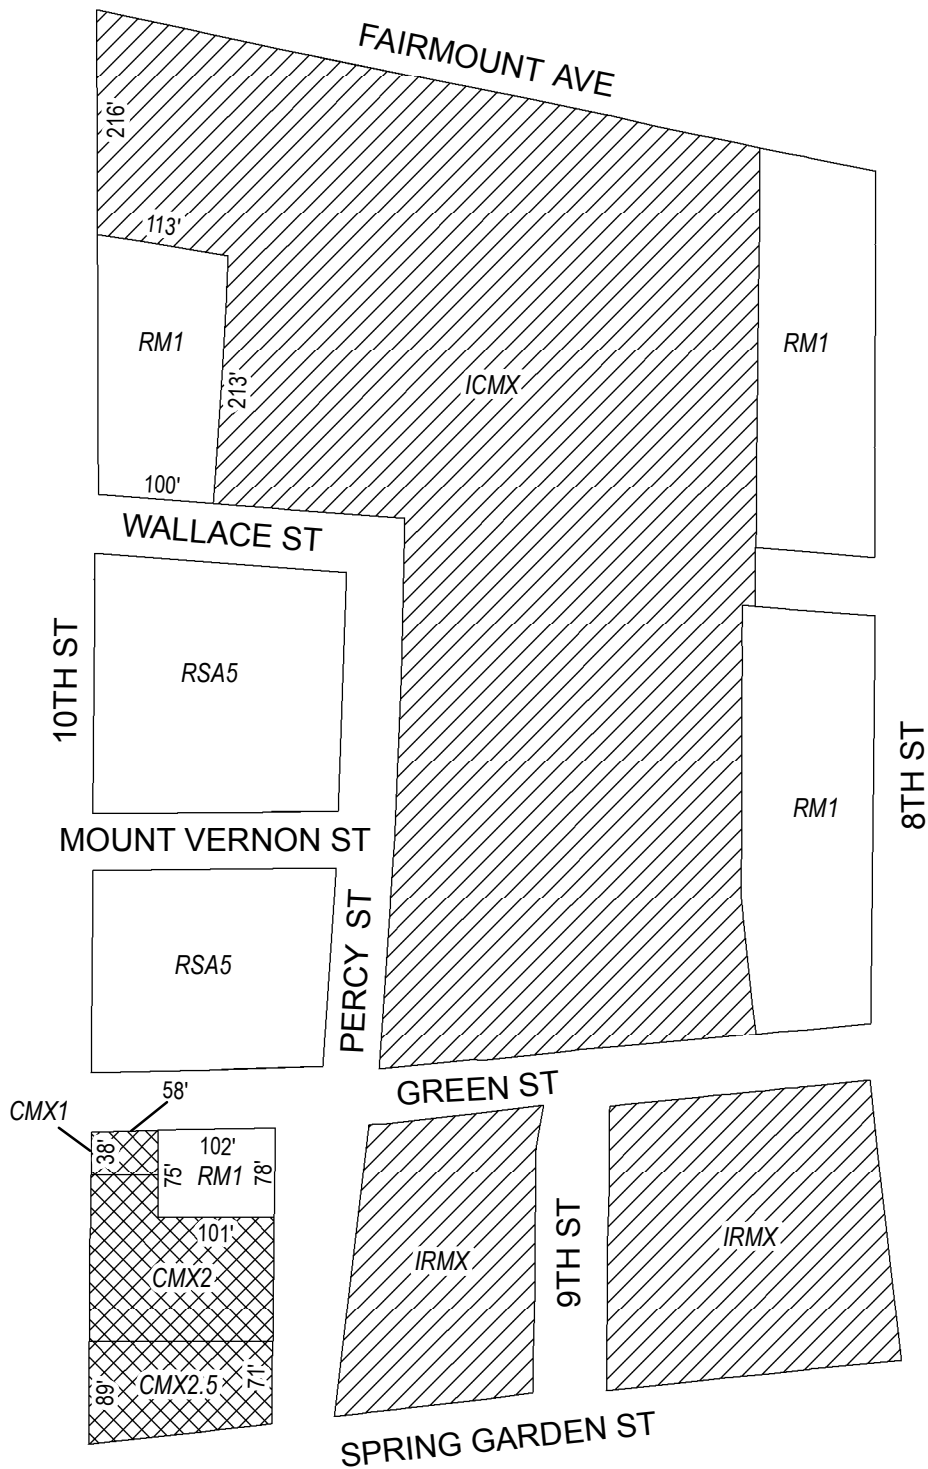 FAIRMOUNT AVE
216'
113'
RM1
RM1
ICMX
213'
100'
WALLACE ST
10TH ST
RSA5
8TH ST
RM1
MOUNT VERNON ST
PERCY ST
RSA5
GREEN ST
58'
CMX1
38'
102'
75'
RM1
78'
101'
9TH ST
IRMX
IRMX
CMX2
CMX2.5
89'
71'
SPRING GARDEN ST